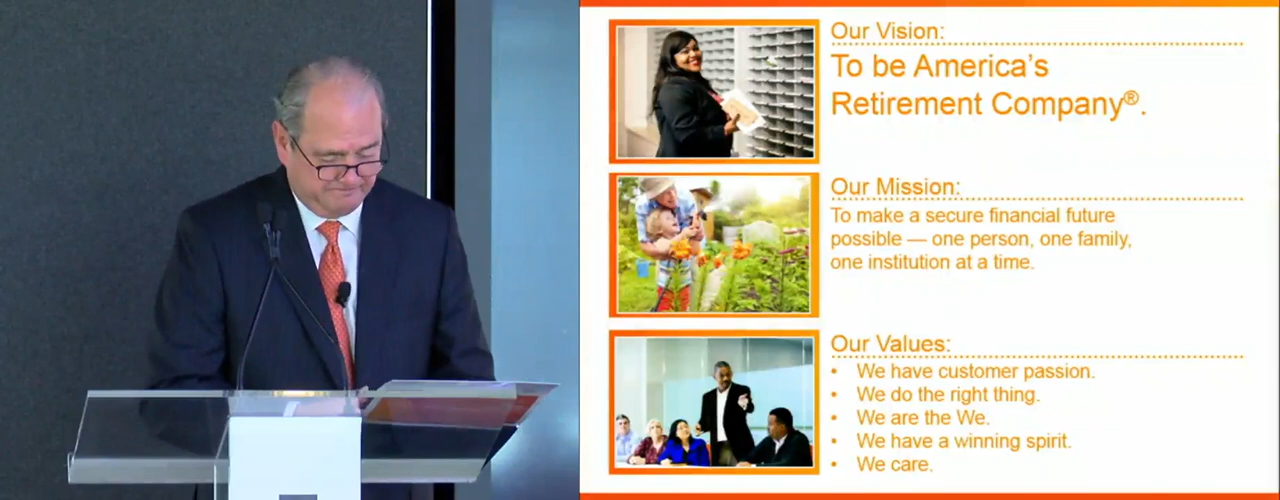 Our Vision:
To be America's
Retirement Company®.
Our Mission:
To make a secure financial future
possible — one person, one family,
one institution at a time.
Our Values:
• We have customer passion.
• We do the right thing.
• We are the We.
• We have a winning spirit.
• We care.